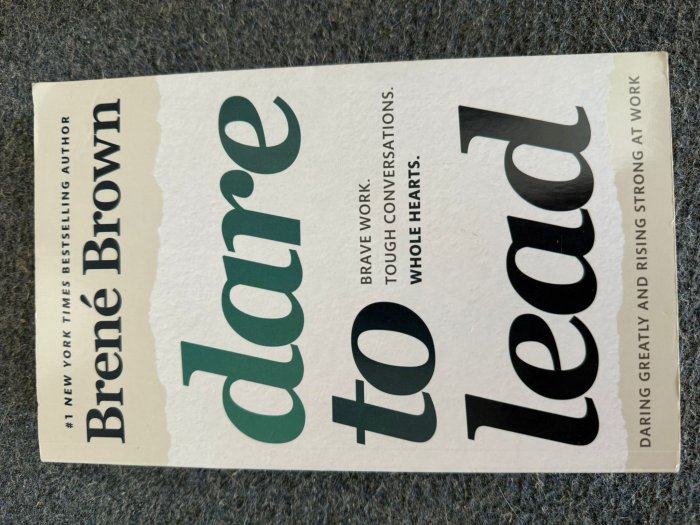 #1 NEW YORK TIMES BESTSELLING AUTHOR
Brené Brown
dare
to
BRAVE WORK.
TOUGH CONVERSATIONS.
WHOLE HEARTS.
lead
DARING GREATLY AND RISING STRONG AT WORK